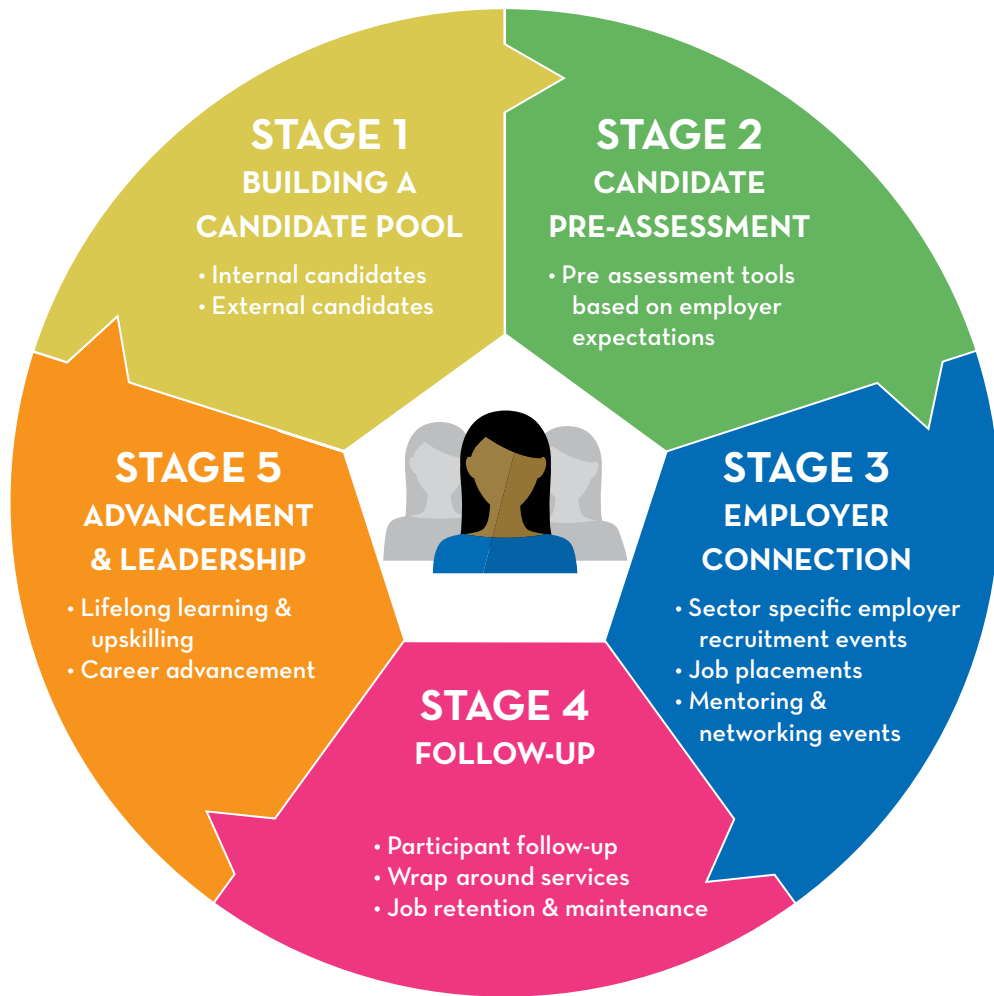 STAGE 1
BUILDING A
CANDIDATE POOL
• Internal candidates
• External candidates
STAGE 2
CANDIDATE
PRE-ASSESSMENT
• Pre assessment tools
based on employer
expectations
STAGE 3
EMPLOYER
CONNECTION
• Sector specific employer
recruitment events
• Job placements
• Mentoring &
networking events
STAGE 4
FOLLOW-UP
• Participant follow-up
• Wrap around services
• Job retention & maintenance
STAGE 5
ADVANCEMENT
& LEADERSHIP
• Lifelong learning &
upskilling
• Career advancement